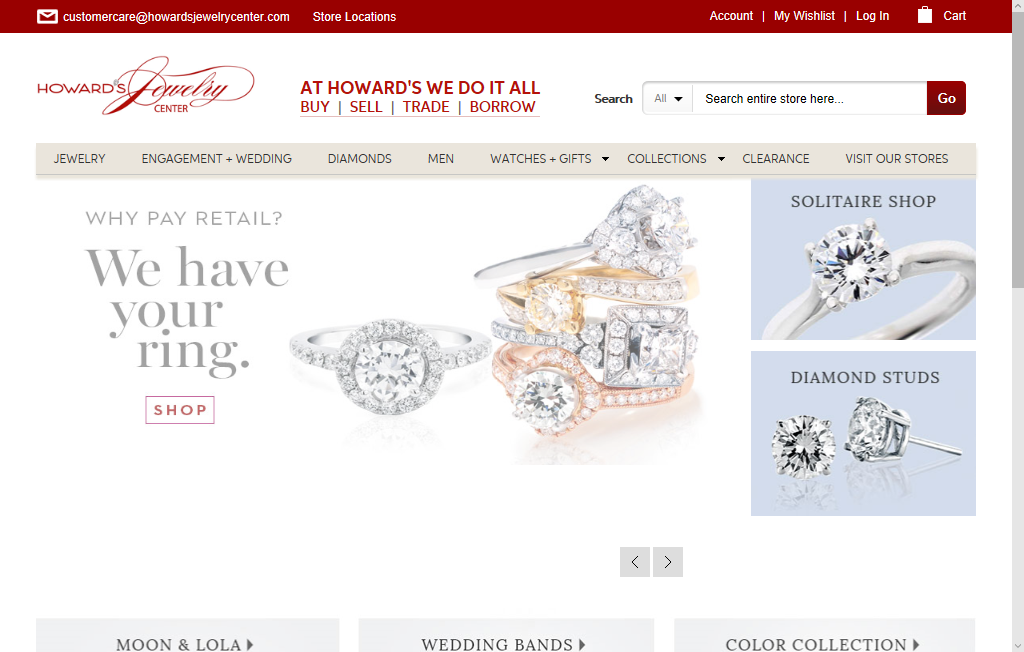 customercare@howardsjewelrycenter.com Store Locations Account | My Wishlist | Log In Cart
HOWARD'S Jewelry CENTER
AT HOWARD'S WE DO IT ALL
BUY | SELL | TRADE | BORROW
Search All Search entire store here... Go
JEWELRY ENGAGEMENT + WEDDING DIAMONDS MEN WATCHES + GIFTS COLLECTIONS CLEARANCE VISIT OUR STORES
WHY PAY RETAIL?
We have
your
ring.
SHOP
SOLITAIRE SHOP
DIAMOND STUDS
MOON & LOLA WEDDING BANDS COLOR COLLECTION